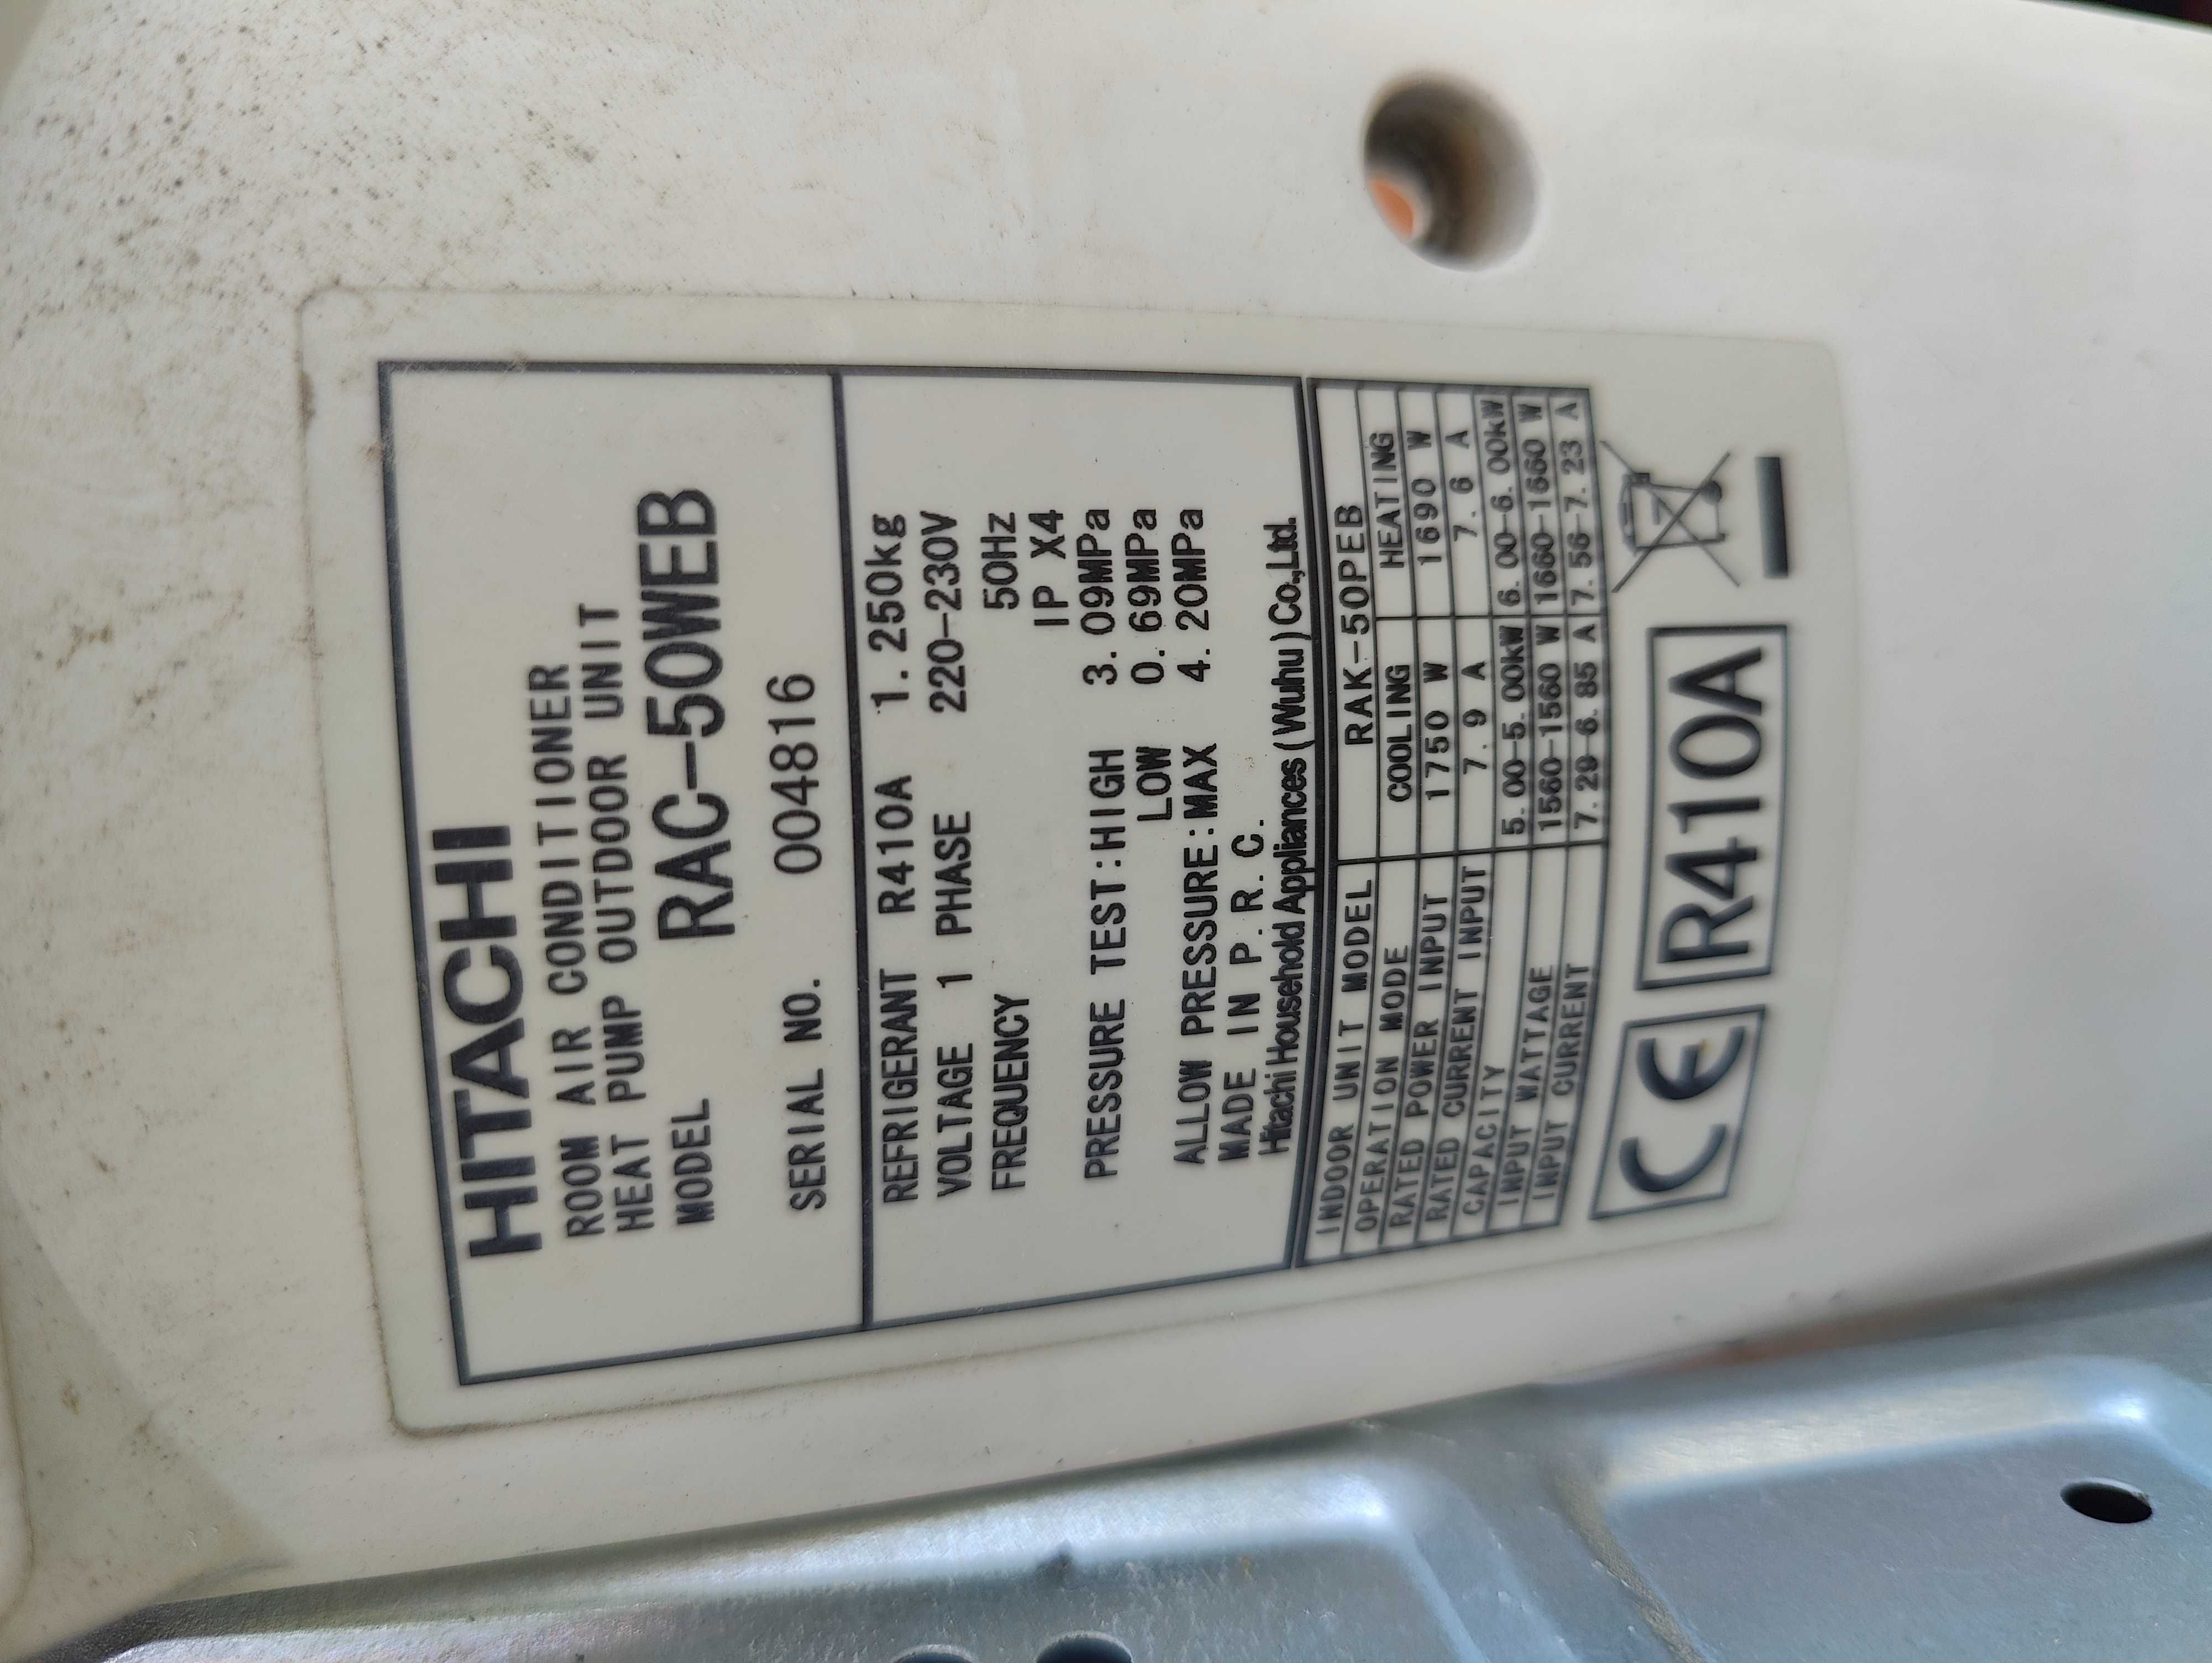 HITACHI
ROOM AIR CONDITIONER
HEAT PUMP OUTDOOR UNIT
MODEL RAC-50WEB
SERIAL NO. 004816
REFRIGERANT R410A 1.250kg
VOLTAGE 1 PHASE 220-230V
FREQUENCY 50Hz
IP X4
PRESSURE TEST:HIGH 3.09MPa
LOW 0.69MPa
ALLOW PRESSURE:MAX 4.20MPa
MADE IN P.R.C.
Hitachi Household Appliances (Wuhu) Co.,Ltd.
INDOOR UNIT MODEL RAK-50PEB
OPERATION MODE COOLING HEATING
RATED POWER INPUT 1750 W 1690 W
RATED CURRENT INPUT 7.9 A 7.6 A
CAPACITY 5.00-5.00kW 6.00-6.00kW
INPUT WATTAGE 1560-1560 W 1660-1660 W
INPUT CURRENT 7.29-6.85 A 7.56-7.23 A
CE R410A